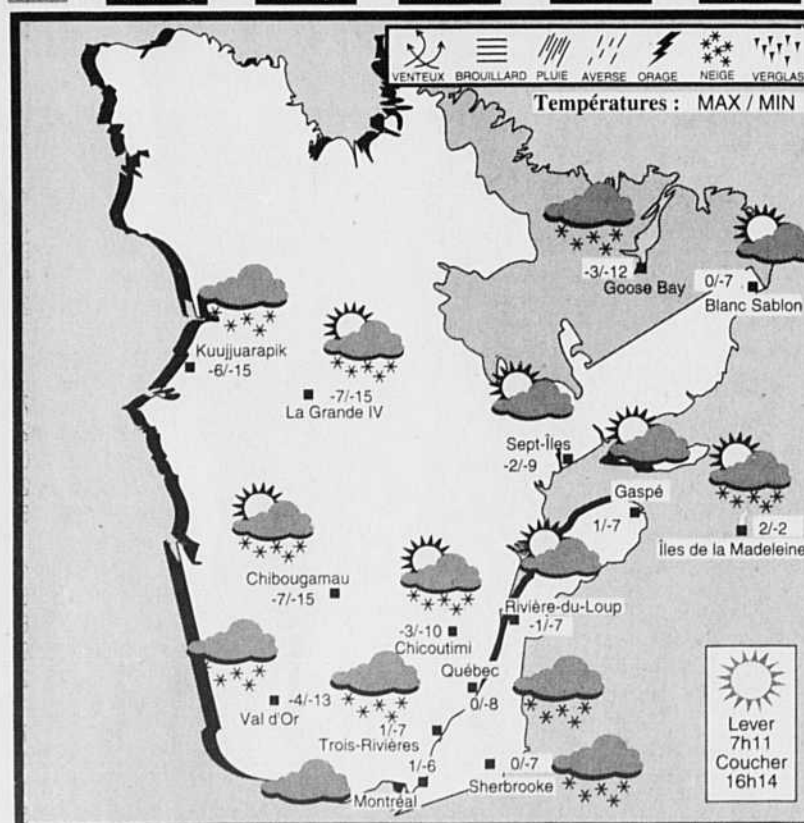 VENTEUX BROUILLARD PLUIE AVERSE ORAGE NEIGE VERGLAS
Températures : MAX / MIN
-3/-12
Goose Bay
0/-7
Blanc Sablon
Kuujjuarapik
-6/-15
-7/-15
La Grande IV
Sept-Îles
-2/-9
Gaspé
1/-7
2/-2
Îles de la Madeleine
Chibougamau
-7/-15
-3/-10
Chicoutimi
Rivière-du-Loup
-1/-7
Québec
0/-8
-4/-13
Val d'Or
1/-7
Trois-Rivières
1/-6
Montréal
0/-7
Sherbrooke
Lever
7h11
Coucher
16h14